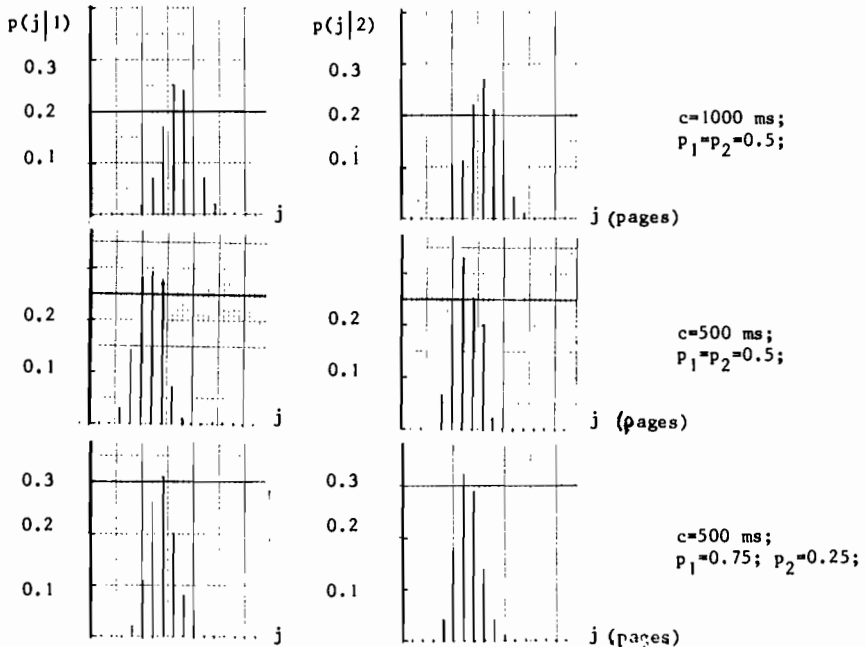 p(j|1)
0.3
0.2
0.1
j
p(j|2)
0.3
0.2
0.1
j (pages)
c=1000 ms;
p1=p2=0.5;
0.2
0.1
j
0.2
0.1
j (pages)
c=500 ms;
p1=p2=0.5;
0.3
0.2
0.1
j
0.3
0.2
0.1
j (pages)
c=500 ms;
p1=0.75; p2=0.25;